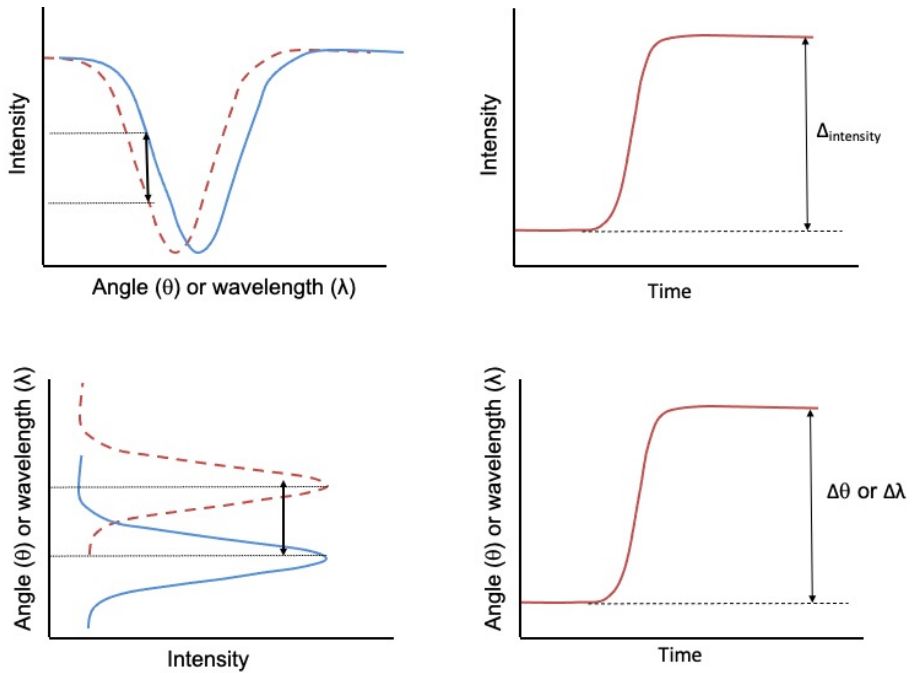 Intensity
Angle (θ) or wavelength (λ)
Intensity
Δintensity
Time
Angle (θ) or wavelength (λ)
Intensity
Angle (θ) or wavelength (λ)
Δθ or Δλ
Time